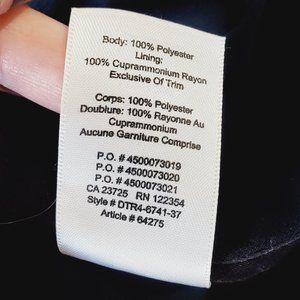 Body: 100% Polyester
Lining:
100% Cuprammonium Rayon
Exclusive Of Trim
Corps: 100% Polyester
Doublure: 100% Rayonne Au
Cuprammonium
Aucune Garniture Comprise
P.O. # 4500073019
P.O. # 4500073020
P.O. # 4500073021
CA 23725 RN 122354
Style # DTR4-6741-37
Article # 64275